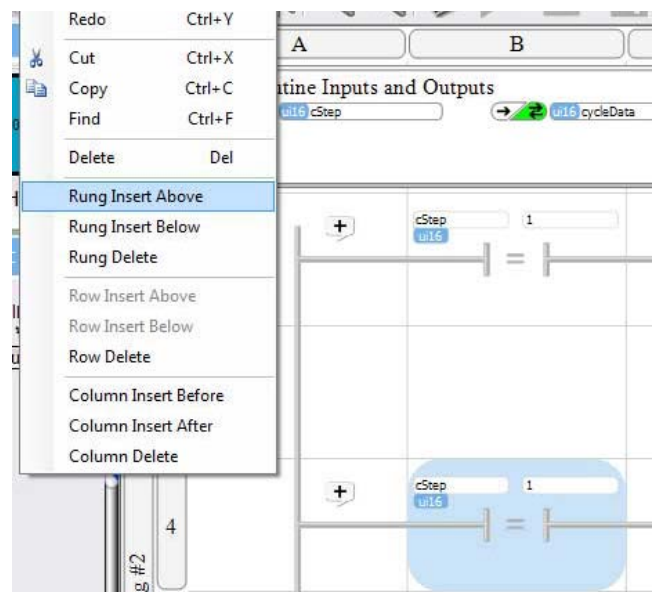 Redo Ctrl+Y
Cut Ctrl+X
Copy Ctrl+C
Find Ctrl+F
Delete Del
Rung Insert Above
Rung Insert Below
Rung Delete
Row Insert Above
Row Insert Below
Row Delete
Column Insert Before
Column Insert After
Column Delete
A B
Inputs and Outputs
ui16 cStep ui16 cycleData
cStep 1
ui16
=
cStep 1
ui16
=
4
#2